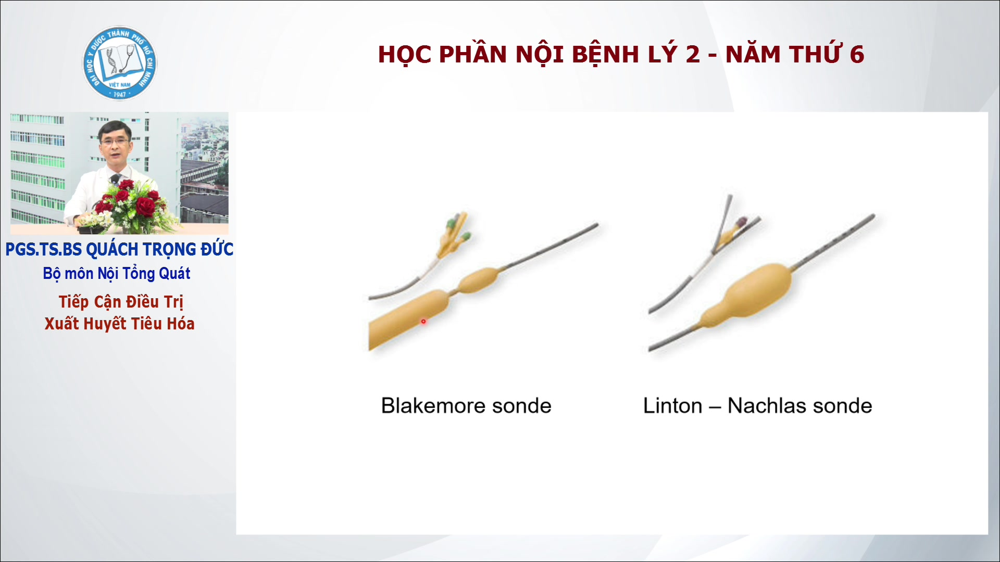 ĐẠI HỌC Y DƯỢC THÀNH PHỐ HỒ CHÍ MINH
VIỆT NAM
1947
HỌC PHẦN NỘI BỆNH LÝ 2 - NĂM THỨ 6
PGS.TS.BS QUÁCH TRỌNG ĐỨC
Bộ môn Nội Tổng Quát
Tiếp Cận Điều Trị
Xuất Huyết Tiêu Hóa
Blakemore sonde
Linton – Nachlas sonde